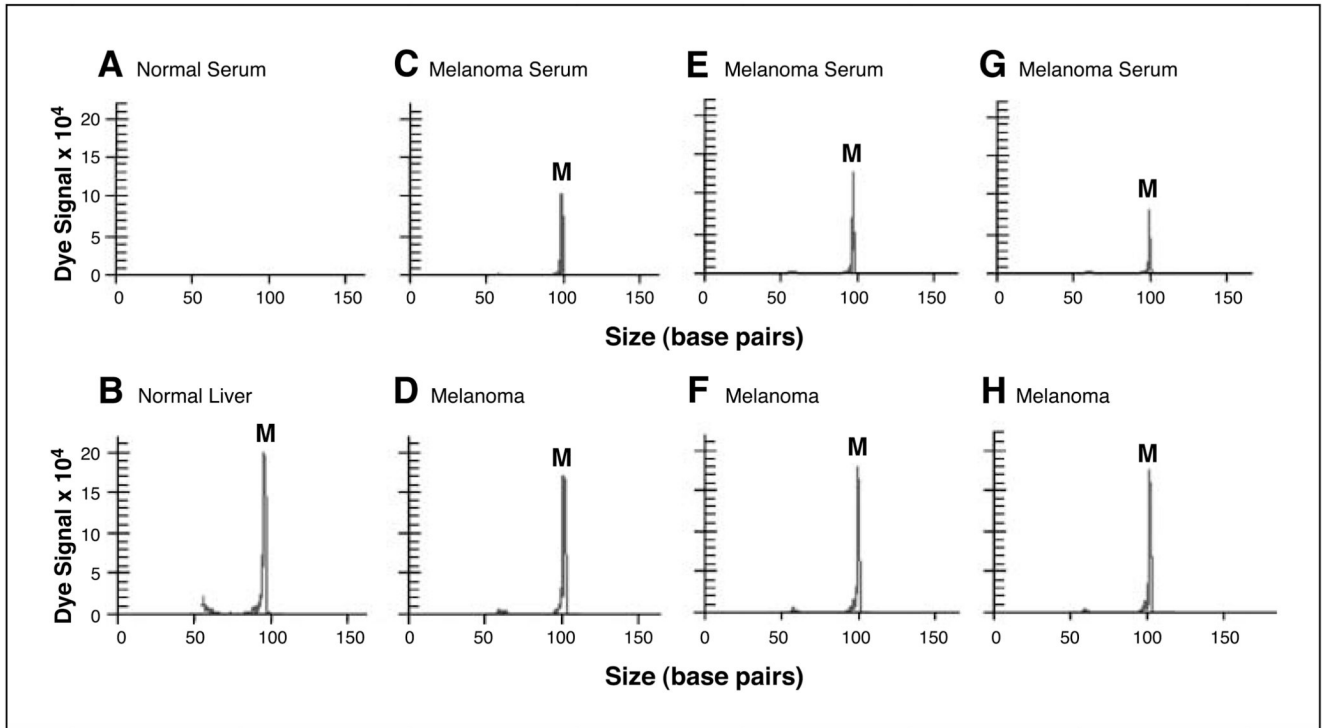 A Normal Serum
C Melanoma Serum
E Melanoma Serum
G Melanoma Serum
Dye Signal x 10⁴
20
15
10
5
0
M
M
M
0 50 100 150
0 50 100 150
0 50 100 150
0 50 100 150
Size (base pairs)
B Normal Liver
D Melanoma
F Melanoma
H Melanoma
Dye Signal x 10⁴
20
15
10
5
0
M
M
M
M
0 50 100 150
0 50 100 150
0 50 100 150
0 50 100 150
Size (base pairs)